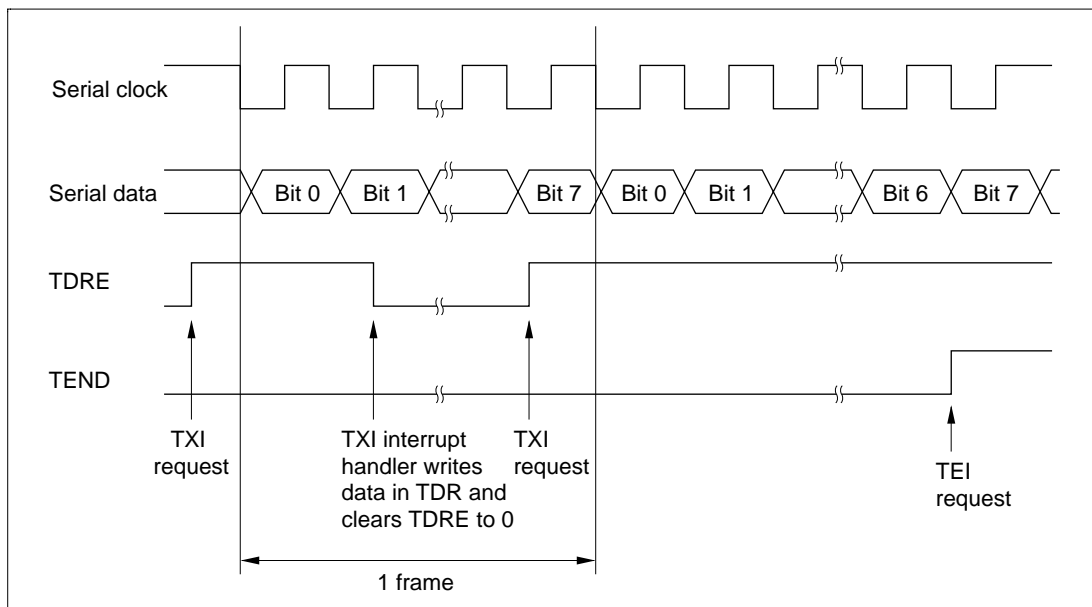 Serial clock
Serial data
Bit 0
Bit 1
Bit 7
Bit 0
Bit 1
Bit 6
Bit 7
TDRE
TEND
TXI
request
TXI interrupt
handler writes
data in TDR and
clears TDRE to 0
TXI
request
TEI
request
1 frame